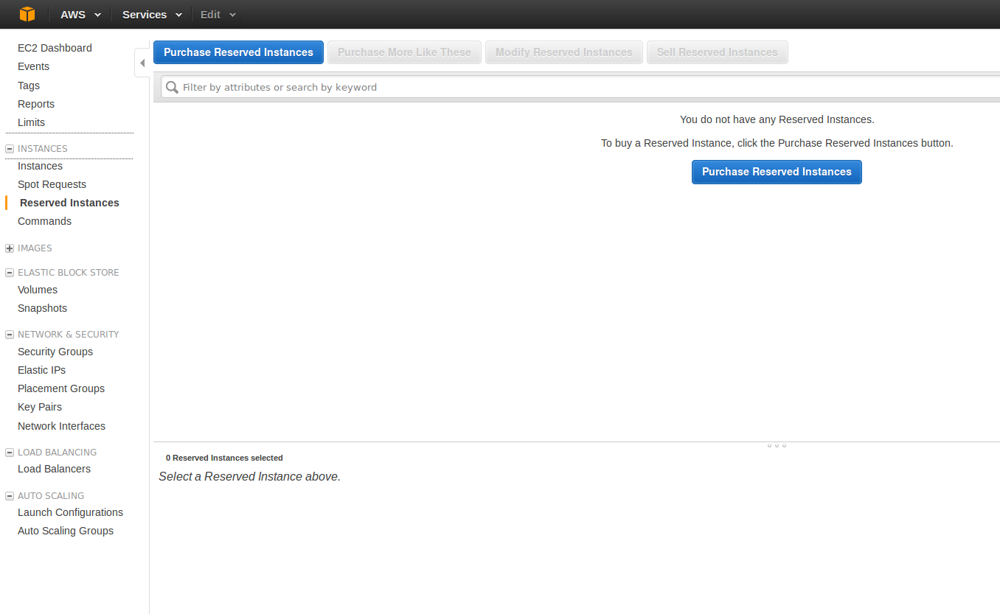 AWS Services Edit
EC2 Dashboard
Events
Tags
Reports
Limits
INSTANCES
Instances
Spot Requests
Reserved Instances
Commands
IMAGES
ELASTIC BLOCK STORE
Volumes
Snapshots
NETWORK & SECURITY
Security Groups
Elastic IPs
Placement Groups
Key Pairs
Network Interfaces
LOAD BALANCING
Load Balancers
AUTO SCALING
Launch Configurations
Auto Scaling Groups
Purchase Reserved Instances Purchase More Like These Modify Reserved Instances Sell Reserved Instances
Filter by attributes or search by keyword
You do not have any Reserved Instances.
To buy a Reserved Instance, click the Purchase Reserved Instances button.
Purchase Reserved Instances
0 Reserved Instances selected
Select a Reserved Instance above.